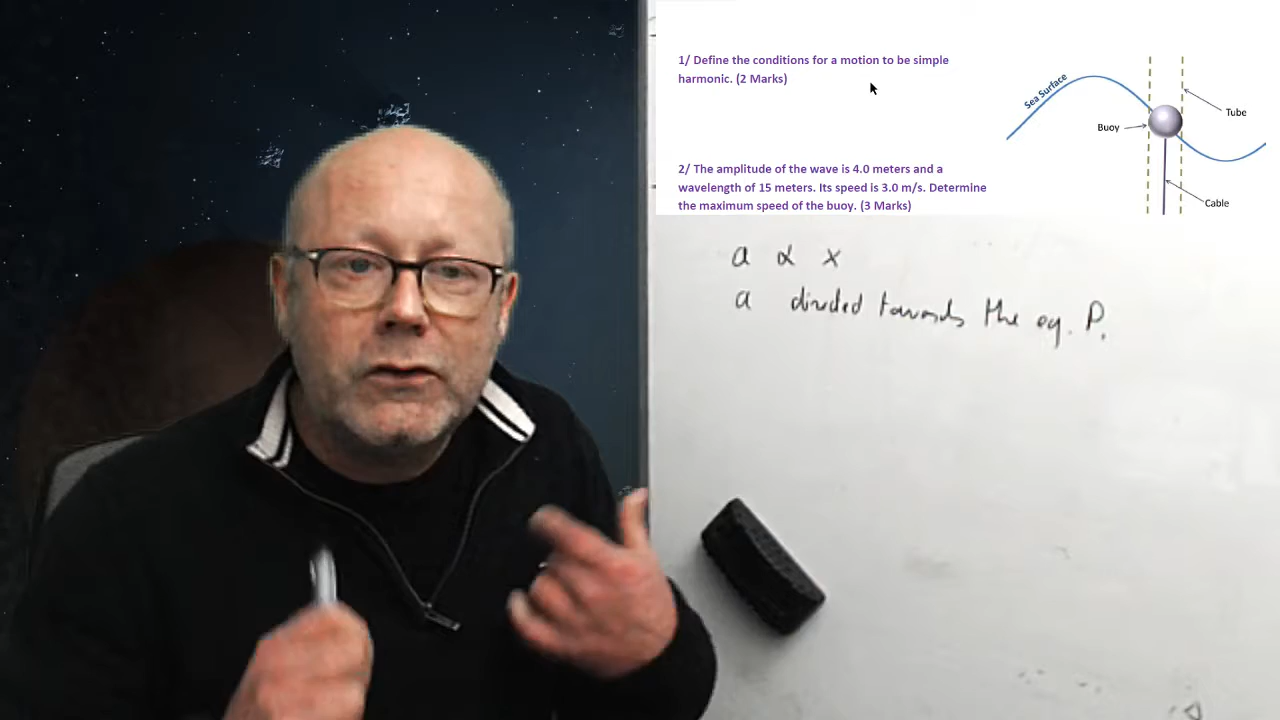 1/ Define the conditions for a motion to be simple
harmonic. (2 Marks)
2/ The amplitude of the wave is 4.0 meters and a
wavelength of 15 meters. Its speed is 3.0 m/s. Determine
the maximum speed of the buoy. (3 Marks)
Sea Surface
Tube
Buoy
Cable
a α x
a divided towards the eq. P.